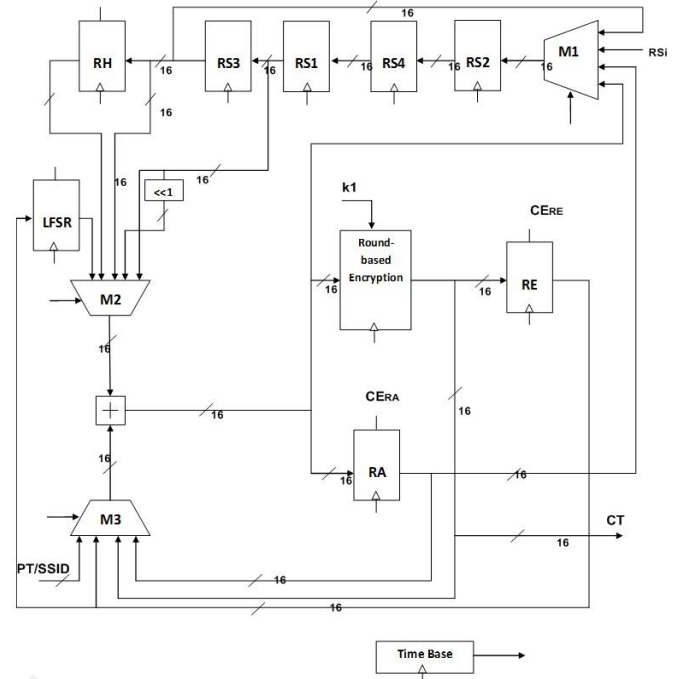 16
RH
RS3
RS1
RS4
RS2
M1
RSi
16
16
16
16
16
16
16
16
<<1
16
k1
LFSR
Round-
based
Encryption
CERE
RE
16
16
M2
16
CERA
16
16
RA
16
16
16
M3
CT
16
PT/SSID
16
16
Time Base